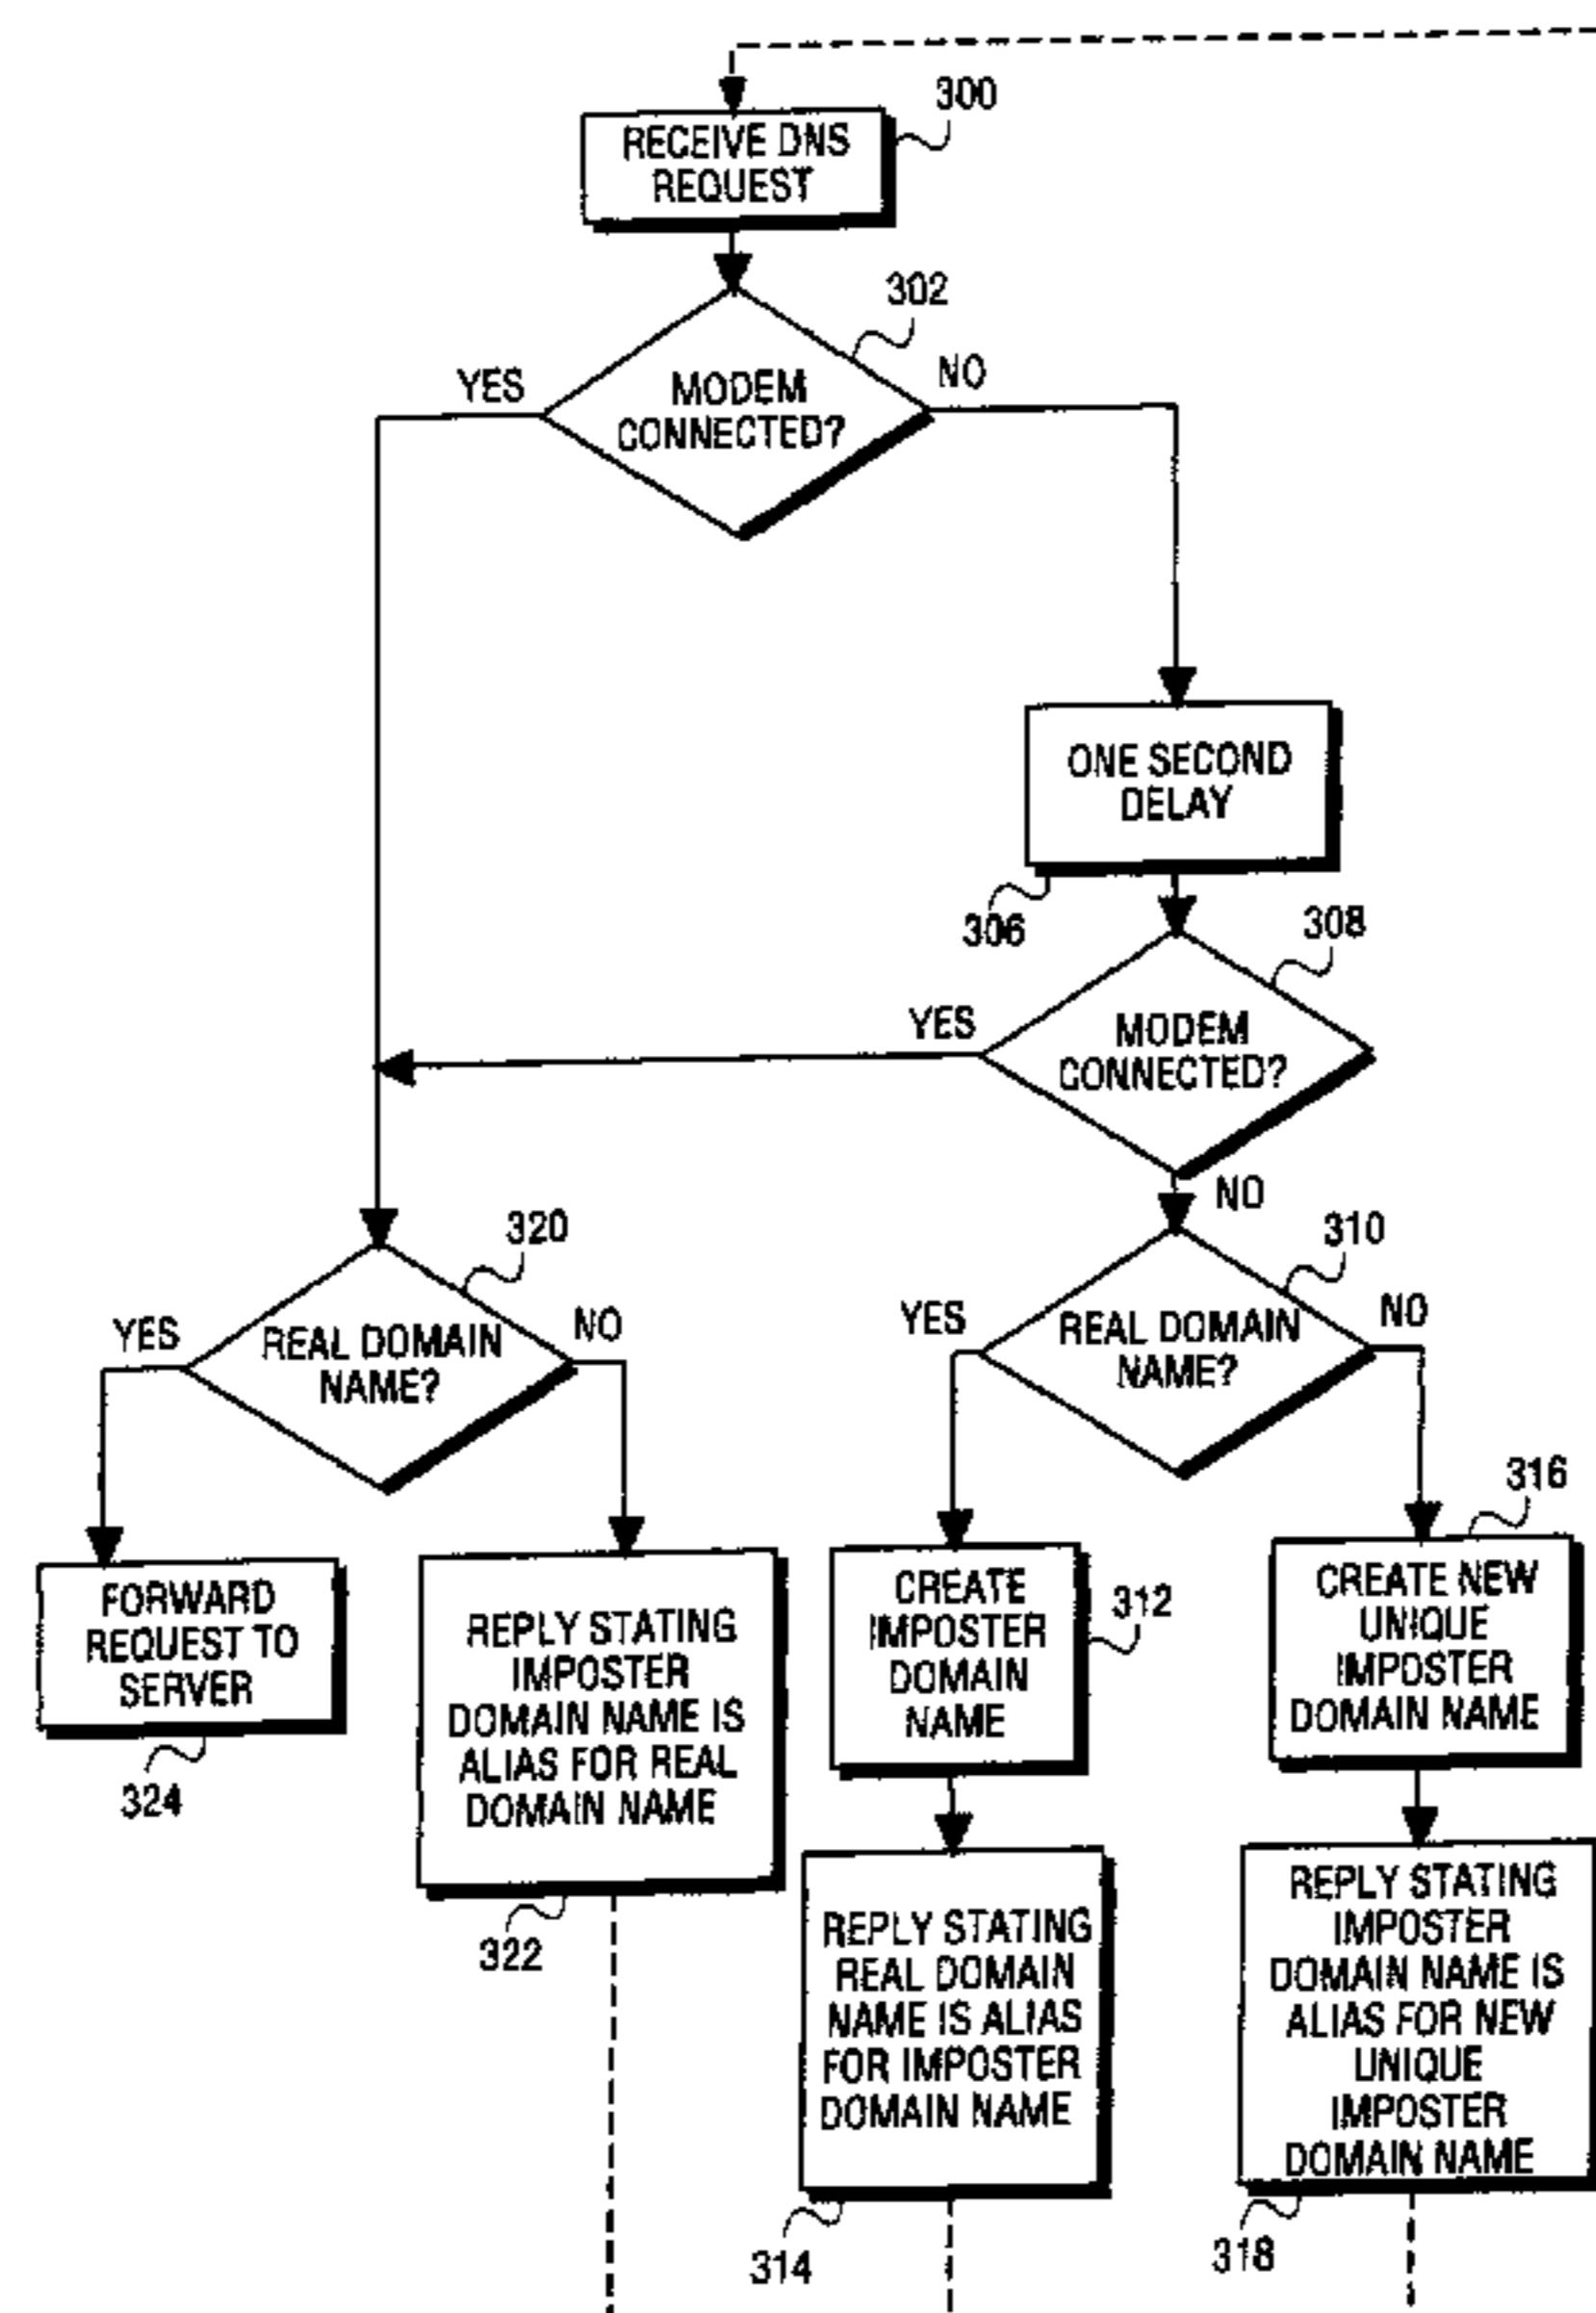 300
RECEIVE DNS
REQUEST
302
YES
NO
MODEM
CONNECTED?
ONE SECOND
DELAY
306
308
YES
MODEM
CONNECTED?
NO
320
310
YES
REAL DOMAIN
NAME?
NO
YES
REAL DOMAIN
NAME?
NO
316
FORWARD
REQUEST TO
SERVER
324
REPLY STATING
IMPOSTER
DOMAIN NAME IS
ALIAS FOR REAL
DOMAIN NAME
322
CREATE
IMPOSTER
DOMAIN
NAME
312
CREATE NEW
UNIQUE
IMPOSTER
DOMAIN NAME
REPLY STATING
REAL DOMAIN
NAME IS ALIAS
FOR IMPOSTER
DOMAIN NAME
314
REPLY STATING
IMPOSTER
DOMAIN NAME IS
ALIAS FOR NEW
UNIQUE
IMPOSTER
DOMAIN NAME
318